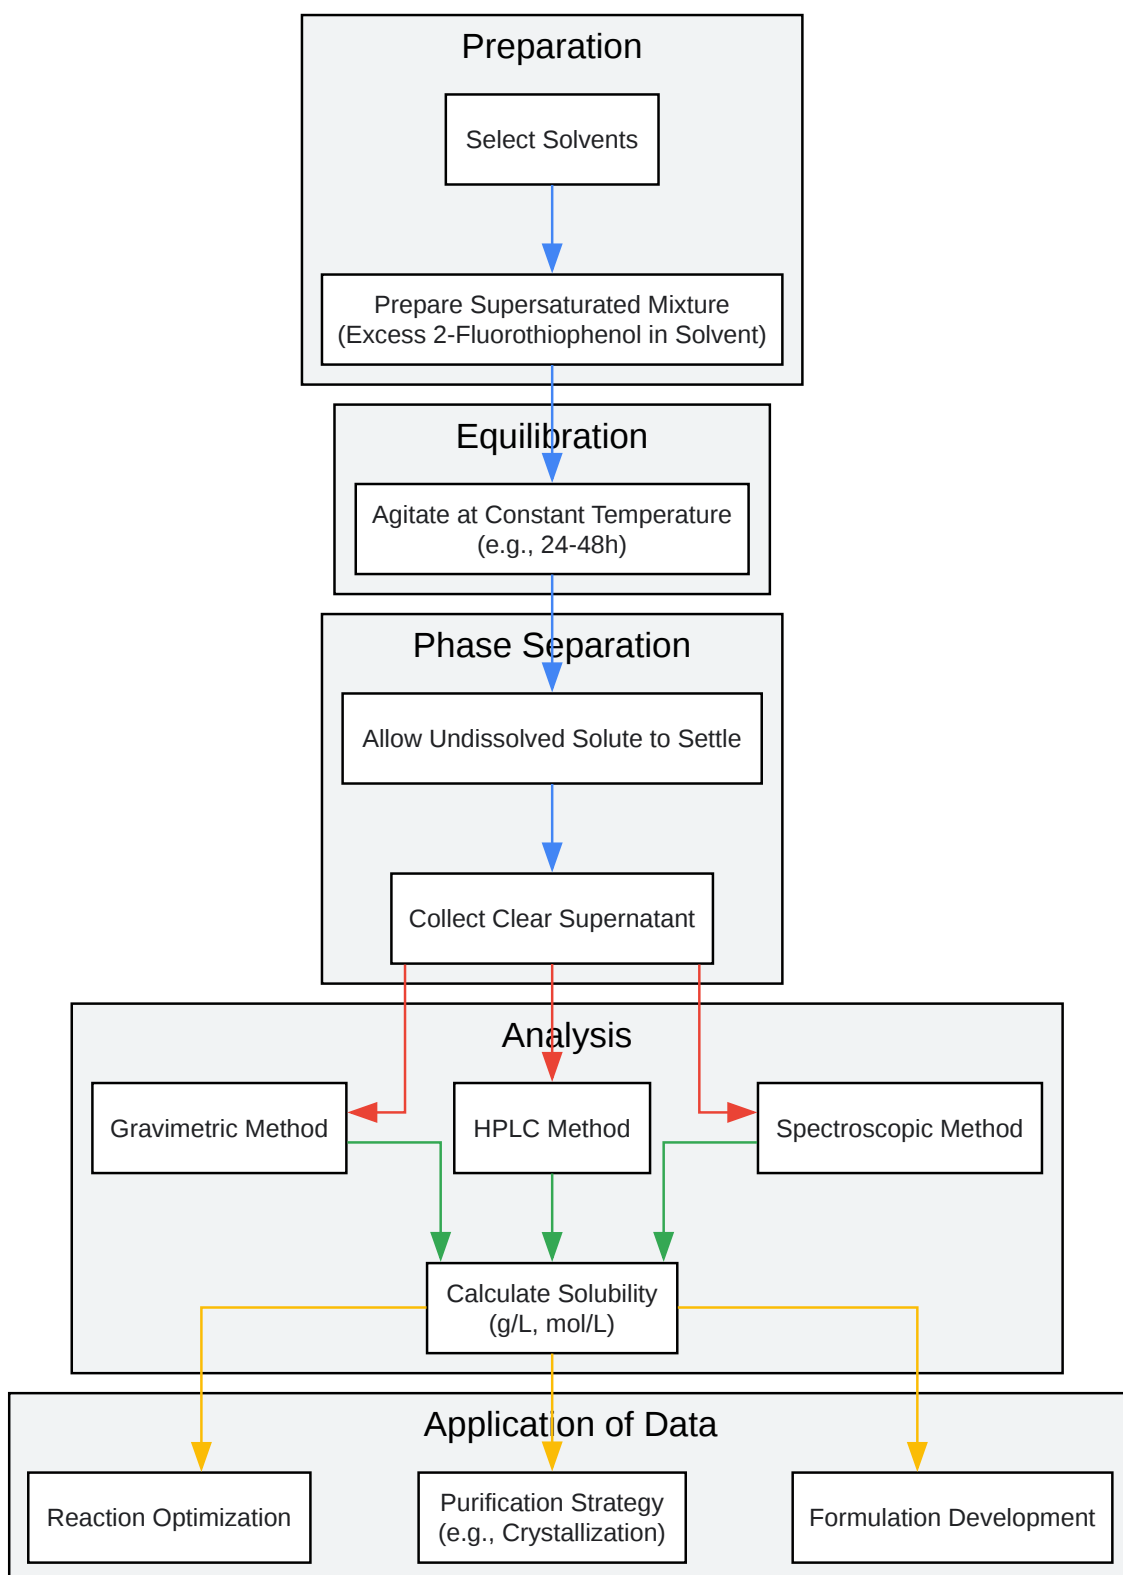 Preparation
Select Solvents
Prepare Supersaturated Mixture
(Excess 2-Fluorothiophenol in Solvent)
Equilibration
Agitate at Constant Temperature
(e.g., 24-48h)
Phase Separation
Allow Undissolved Solute to Settle
Collect Clear Supernatant
Analysis
Gravimetric Method
HPLC Method
Spectroscopic Method
Calculate Solubility
(g/L, mol/L)
Application of Data
Reaction Optimization
Purification Strategy
(e.g., Crystallization)
Formulation Development